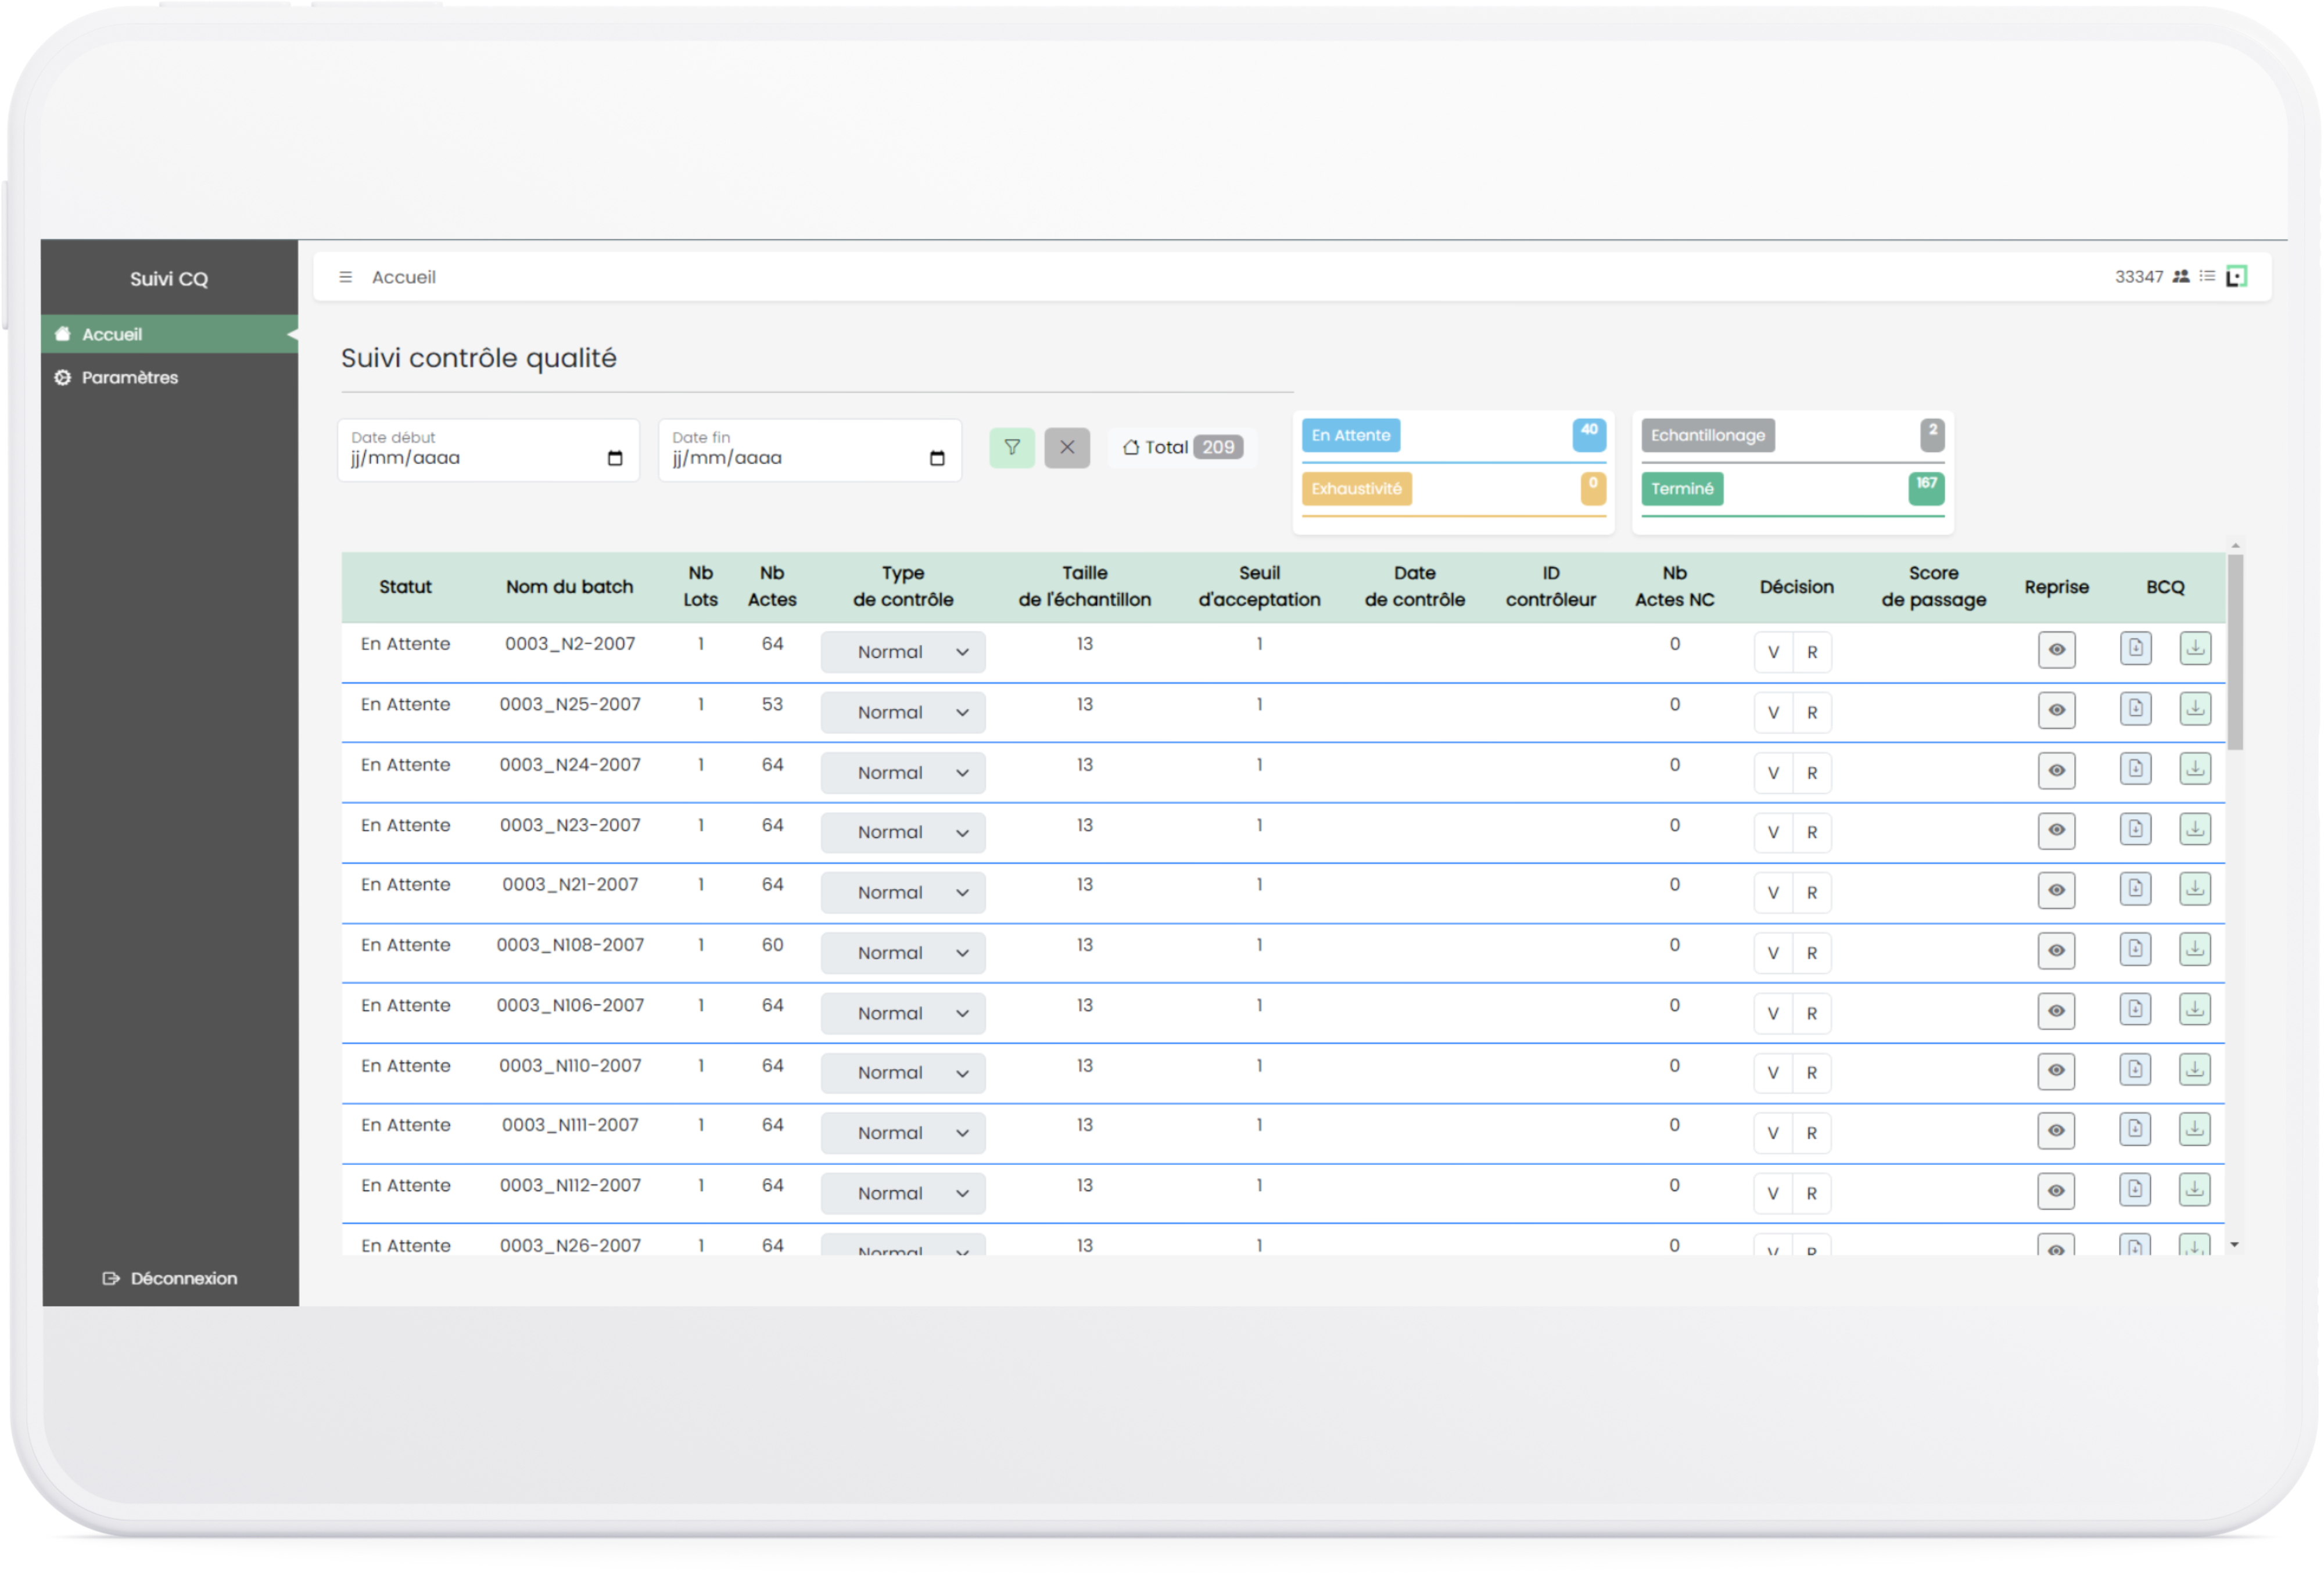 Suivi CQ
Accueil
Paramètres
Déconnexion
Accueil
33347
Suivi contrôle qualité
Date début
jj/mm/aaaa
Date fin
jj/mm/aaaa
Total 209
En Attente 40
Exhaustivité 0
Echantillonage 2
Terminé 167
Statut Nom du batch Nb Lots Nb Actes Type de contrôle Taille de l'échantillon Seuil d'acceptation Date de contrôle ID contrôleur Nb Actes NC Décision Score de passage Reprise BCQ
En Attente 0003_N2-2007 1 64 Normal 13 1 0 V R
En Attente 0003_N25-2007 1 53 Normal 13 1 0 V R
En Attente 0003_N24-2007 1 64 Normal 13 1 0 V R
En Attente 0003_N23-2007 1 64 Normal 13 1 0 V R
En Attente 0003_N21-2007 1 64 Normal 13 1 0 V R
En Attente 0003_N108-2007 1 60 Normal 13 1 0 V R
En Attente 0003_N106-2007 1 64 Normal 13 1 0 V R
En Attente 0003_N110-2007 1 64 Normal 13 1 0 V R
En Attente 0003_N111-2007 1 64 Normal 13 1 0 V R
En Attente 0003_N112-2007 1 64 Normal 13 1 0 V R
En Attente 0003_N26-2007 1 64 Normal 13 1 0 V R